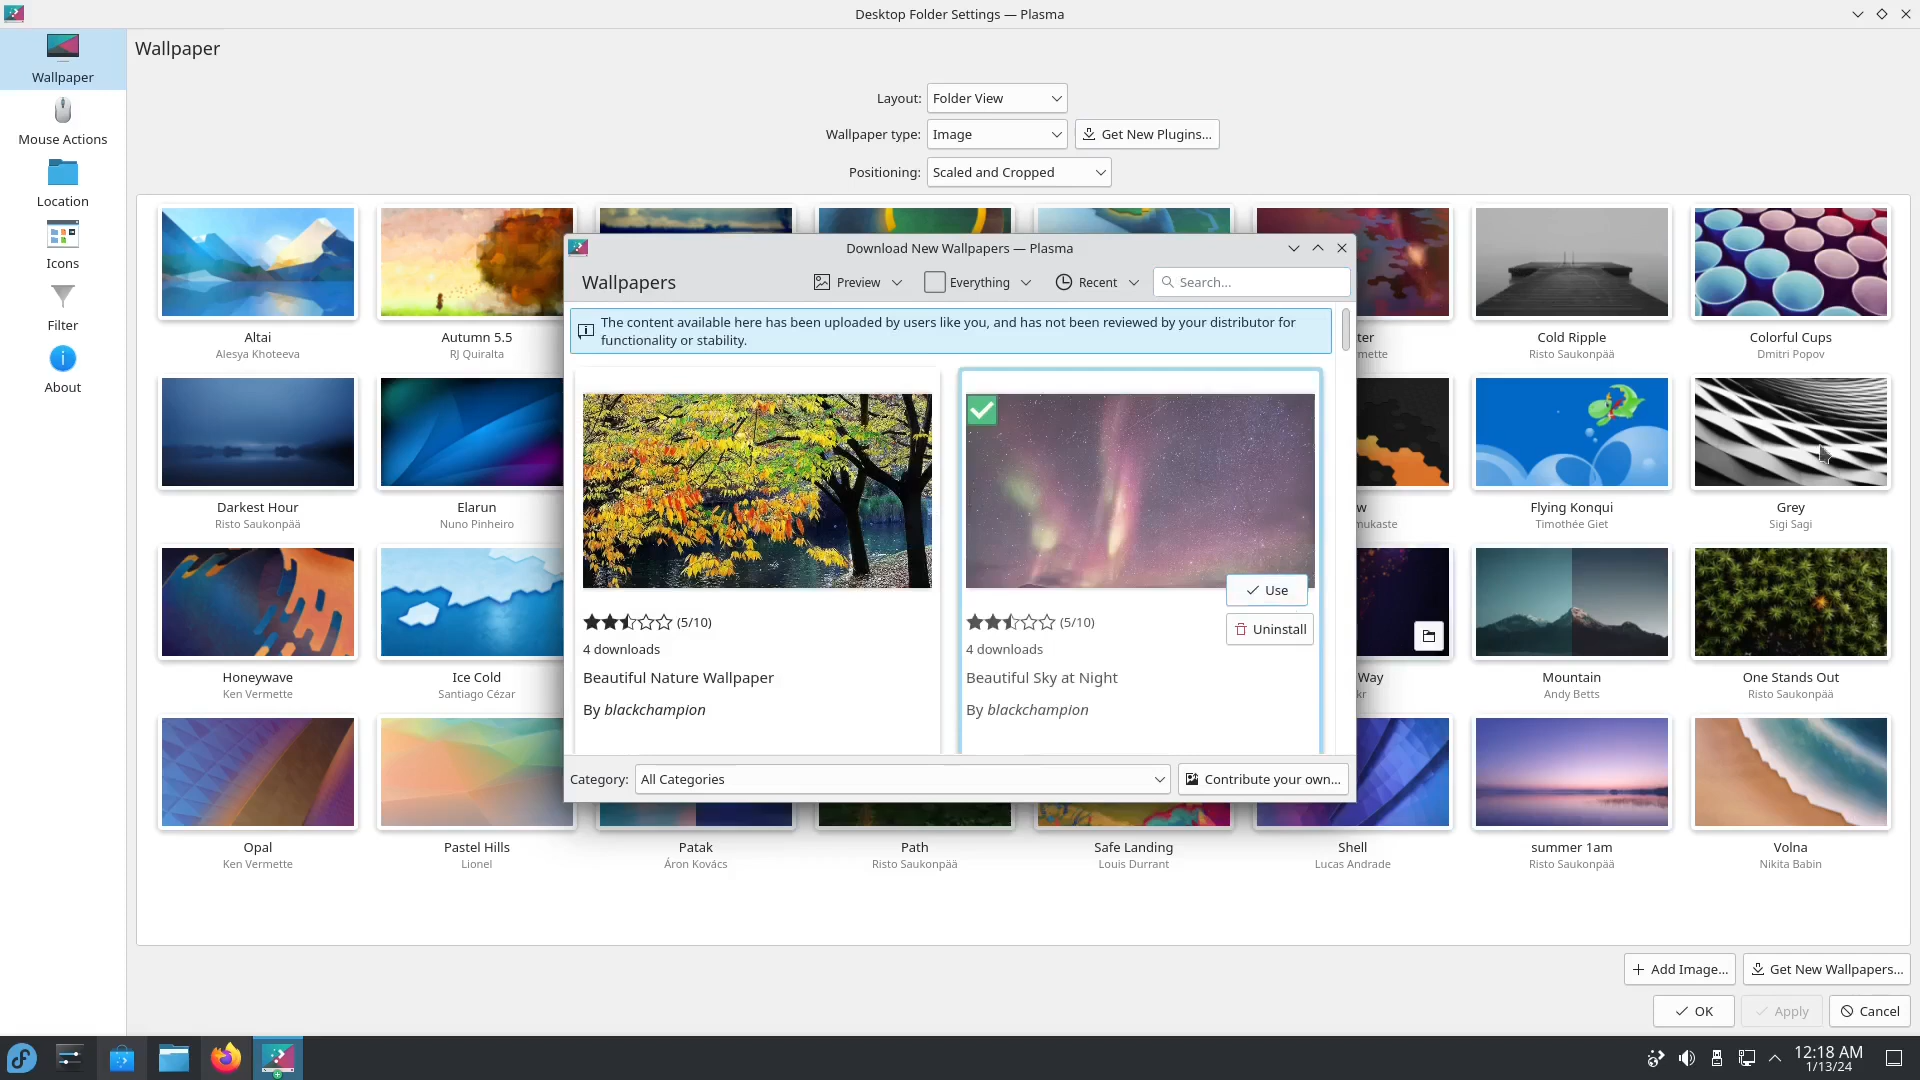 Desktop Folder Settings — Plasma
Wallpaper
Mouse Actions
Location
Icons
Filter
About
Wallpaper
Layout: Folder View
Wallpaper type: Image Get New Plugins...
Positioning: Scaled and Cropped
Altai
Alesya Khoteeva
Autumn 5.5
RJ Quiralta
ter
mette
Cold Ripple
Risto Saukonpää
Colorful Cups
Dmitri Popov
Darkest Hour
Risto Saukonpää
Elarun
Nuno Pinheiro
w
mukaste
Flying Konqui
Timothée Giet
Grey
Sigi Sagi
Honeywave
Ken Vermette
Ice Cold
Santiago Cézar
Way
kr
Mountain
Andy Betts
One Stands Out
Risto Saukonpää
Opal
Ken Vermette
Pastel Hills
Lionel
Patak
Áron Kovács
Path
Risto Saukonpää
Safe Landing
Louis Durrant
Shell
Lucas Andrade
summer 1am
Risto Saukonpää
Volna
Nikita Babin
Download New Wallpapers — Plasma
Wallpapers Preview Everything Recent Search...
The content available here has been uploaded by users like you, and has not been reviewed by your distributor for
functionality or stability.
(5/10)
4 downloads
Beautiful Nature Wallpaper
By blackchampion
Use
Uninstall
(5/10)
4 downloads
Beautiful Sky at Night
By blackchampion
Category: All Categories Contribute your own...
Add Image... Get New Wallpapers...
OK Apply Cancel
12:18 AM
1/13/24